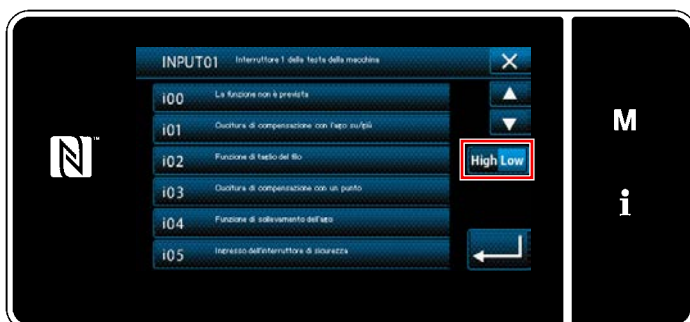 INPUT01 Interruttore 1 della testa della macchina
i00 La funzione non è prevista
i01 Cucitura di compensazione con l'ago su/giù
i02 Funzione di taglio del filo
High Low
i03 Cucitura di compensazione con un punto
i04 Funzione di sollevamento dell'ago
i05 Ingresso dell'interruttore di sicurezza
M
i
N